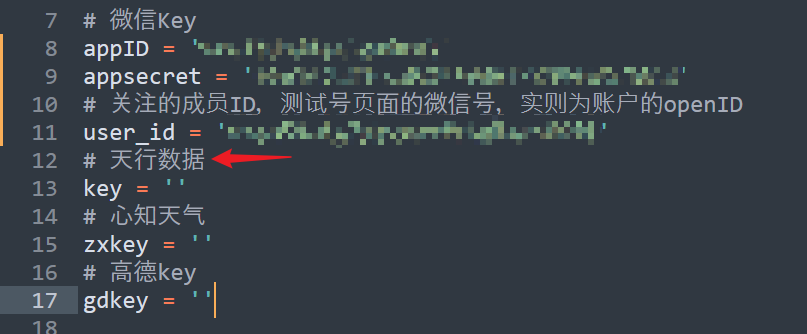 7 # 微信Key
8 appID = '
9 appsecret = ' '
10 # 关注的成员ID，测试号页面的微信号，实则为账户的openID
11 user_id = ' '
12 # 天行数据
13 key = ''
14 # 心知天气
15 zxkey = ''
16 # 高德key
17 gdkey = ''
18